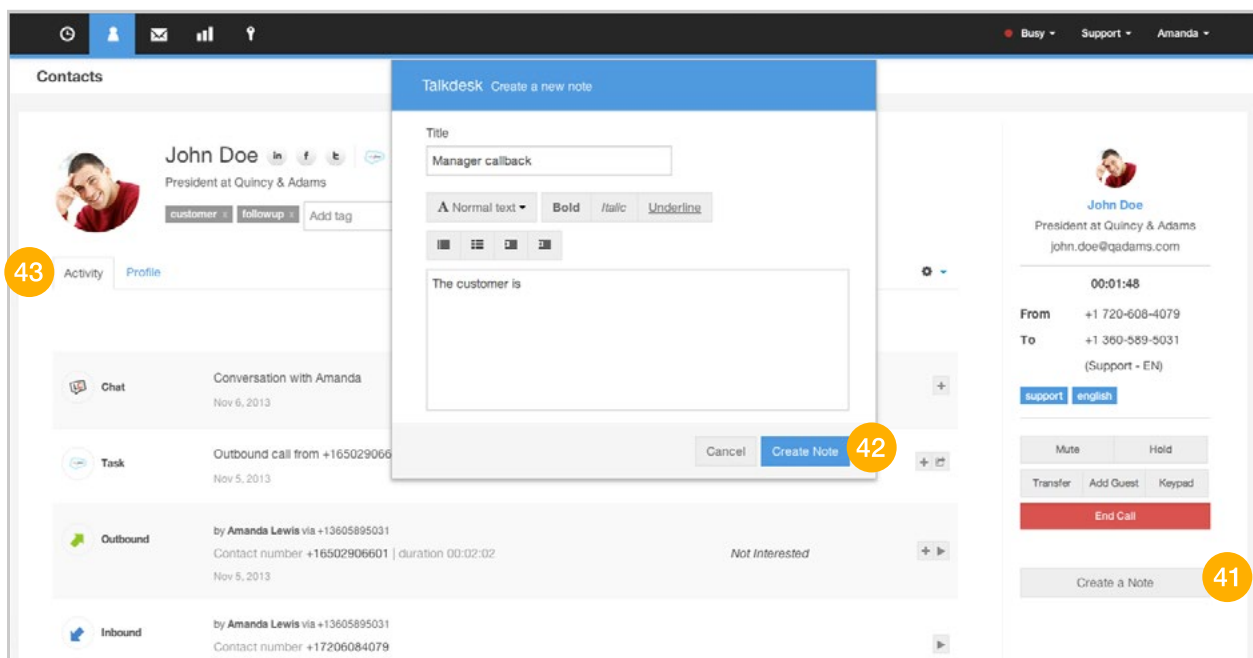 Busy Support Amanda
Contacts
Talkdesk Create a new note
Title
Manager callback
A Normal text Bold Italic Underline
The customer is
Cancel Create Note 42
John Doe in f t
President at Quincy & Adams
customer x followup x Add tag
43 Activity Profile
Chat Conversation with Amanda
Nov 6, 2013
Task Outbound call from +165029066
Nov 5, 2013
Outbound by Amanda Lewis via +13605895031
Contact number +16502906601 | duration 00:02:02 Not Interested
Nov 5, 2013
Inbound by Amanda Lewis via +13605895031
Contact number +17206084079
John Doe
President at Quincy & Adams
john.doe@qadams.com
00:01:48
From +1 720-608-4079
To +1 360-589-5031
(Support - EN)
support english
Mute Hold
Transfer Add Guest Keypad
End Call
Create a Note 41